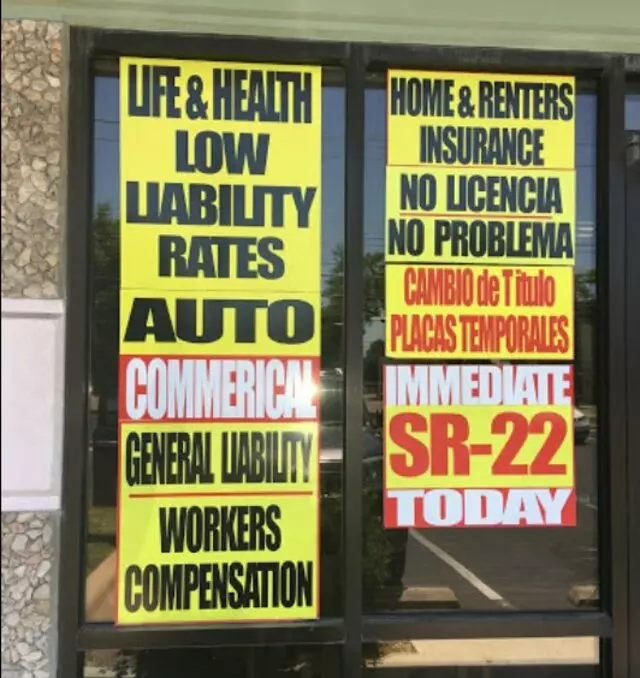 LIFE & HEALTH
LOW
LIABILITY
RATES
AUTO
COMMERICAL
GENERAL LIABILITY
WORKERS
COMPENSATION
HOME & RENTERS
INSURANCE
NO LICENCIA
NO PROBLEMA
CAMBIO de Titulo
PLACAS TEMPORALES
IMMEDIATE
SR-22
TODAY